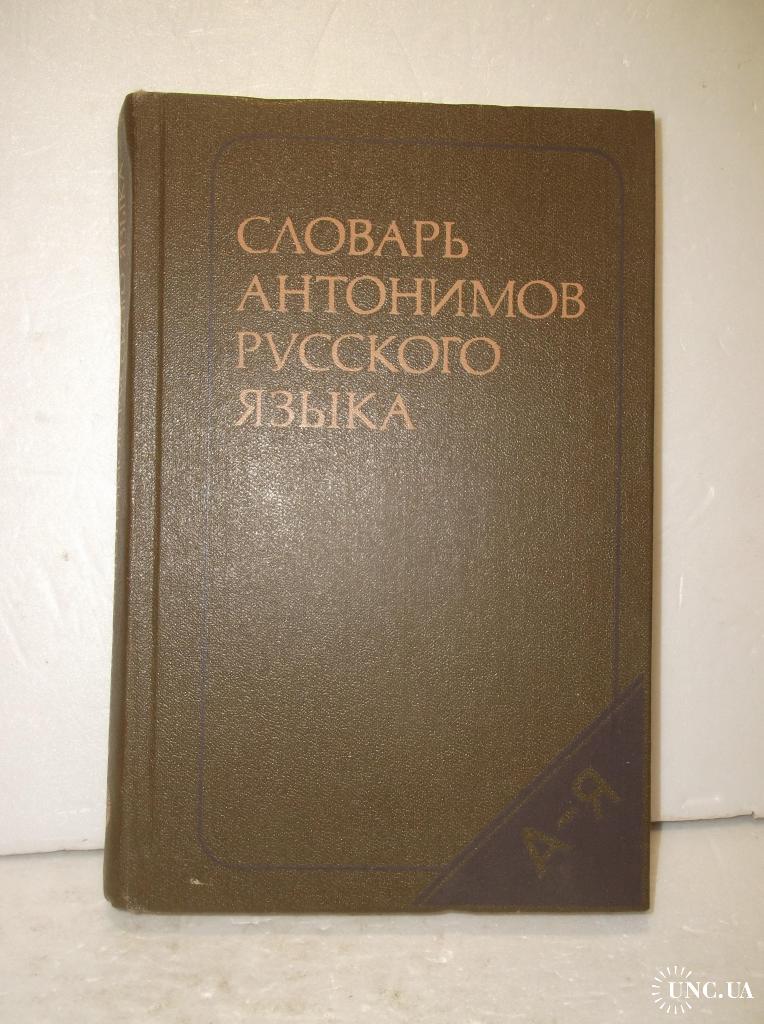 СЛОВАРЬ
АНТОНИМОВ
РУССКОГО
ЯЗЫКА
А-Я
UNC.UA